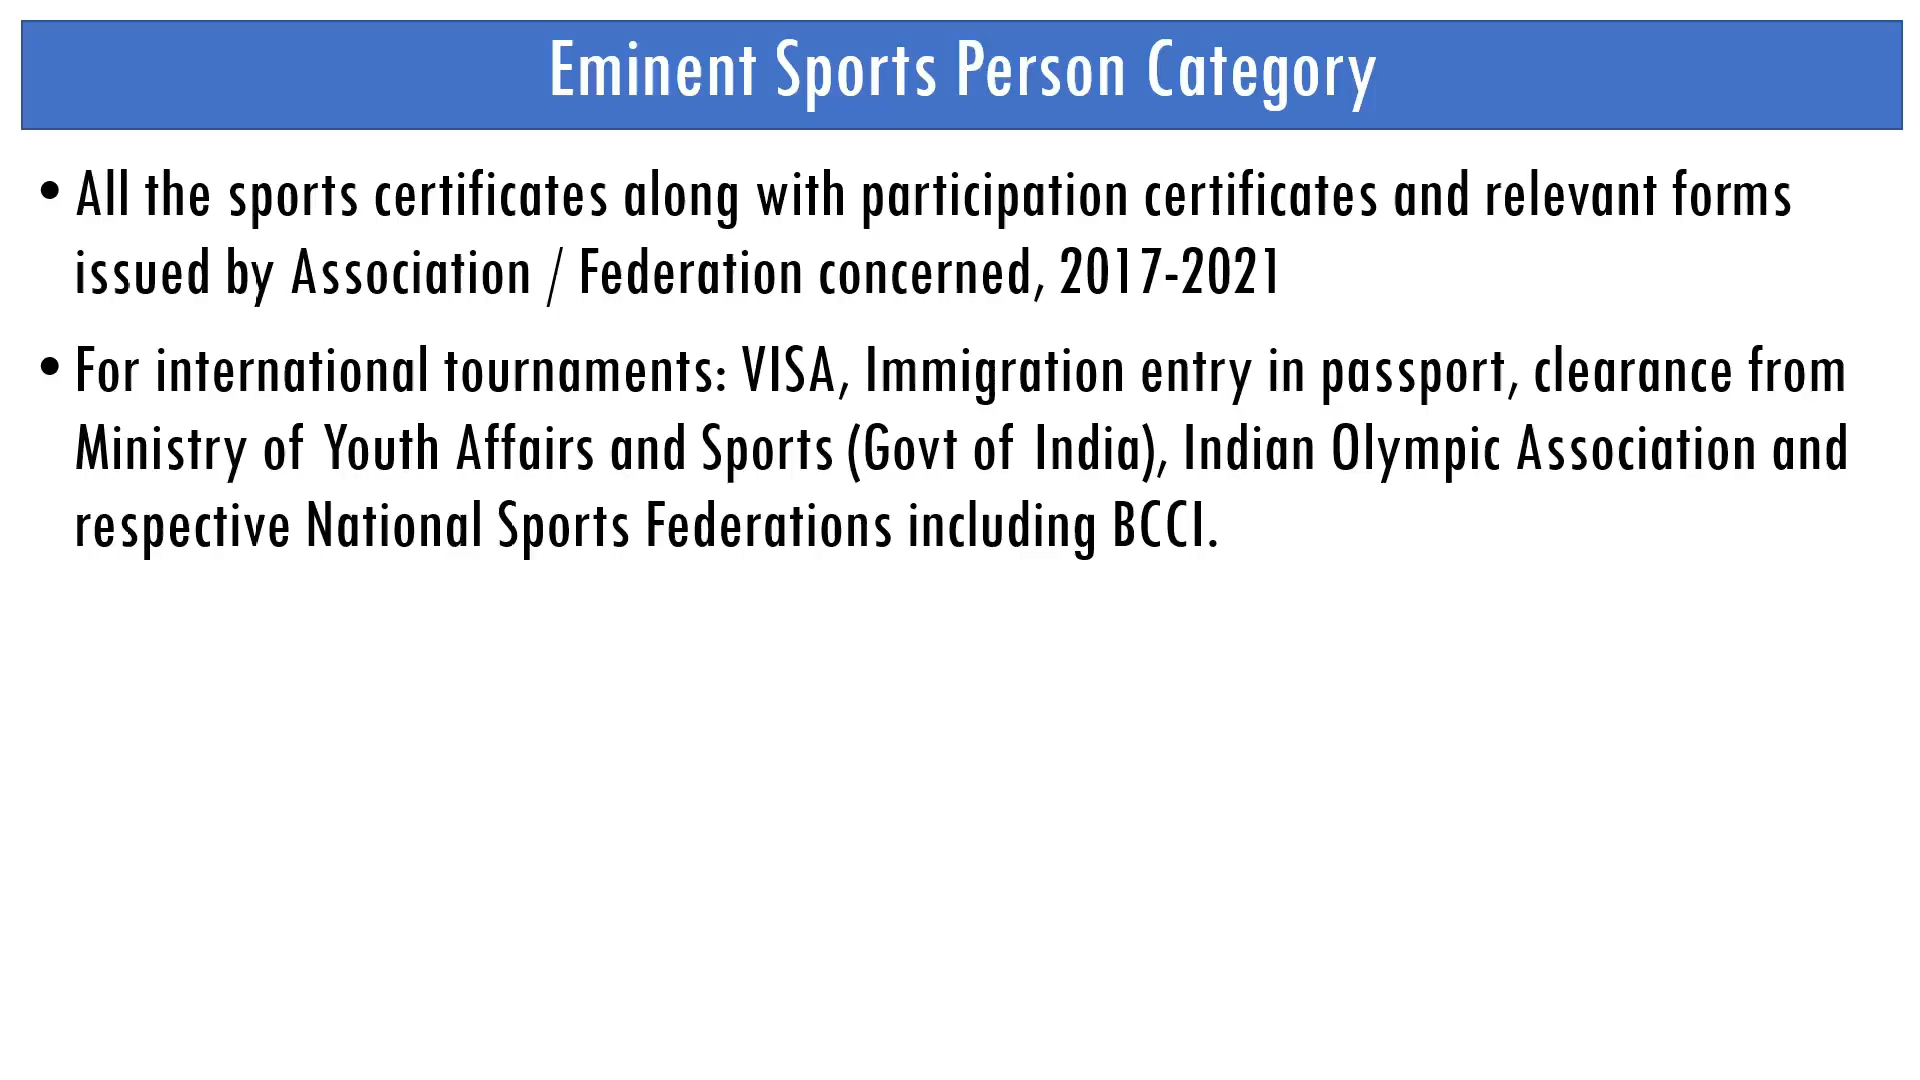 Eminent Sports Person Category
• All the sports certificates along with participation certificates and relevant forms
issued by Association / Federation concerned, 2017-2021
• For international tournaments: VISA, Immigration entry in passport, clearance from
Ministry of Youth Affairs and Sports (Govt of India), Indian Olympic Association and
respective National Sports Federations including BCCI.